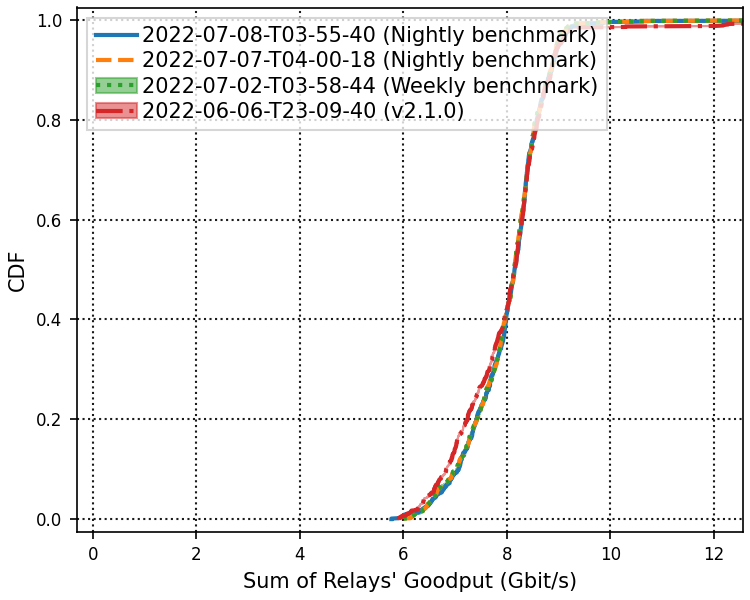 1.0
0.8
0.6
0.4
0.2
0.0
CDF
2022-07-08-T03-55-40 (Nightly benchmark)
2022-07-07-T04-00-18 (Nightly benchmark)
2022-07-02-T03-58-44 (Weekly benchmark)
2022-06-06-T23-09-40 (v2.1.0)
0 2 4 6 8 10 12
Sum of Relays' Goodput (Gbit/s)